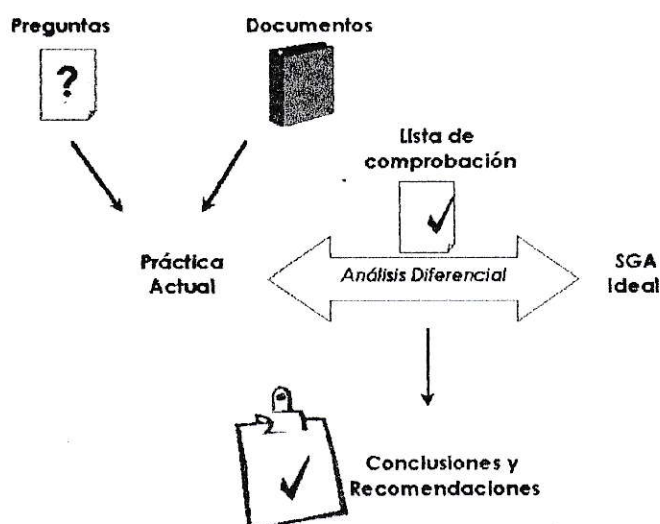 Preguntas
Documentos
?
Lista de
comprobación
Práctica
Actual
Análisis Diferencial
SGA
Ideal
Conclusiones y
Recomendaciones